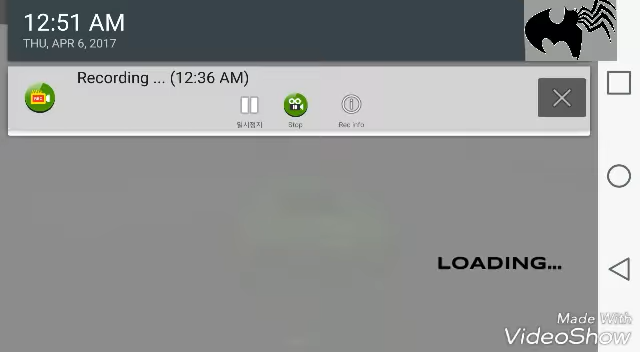 12:51 AM
THU, APR 6, 2017
Recording ... (12:36 AM)
REC
일시정지
Stop
Rec info
LOADING...
Made With
VideoShow